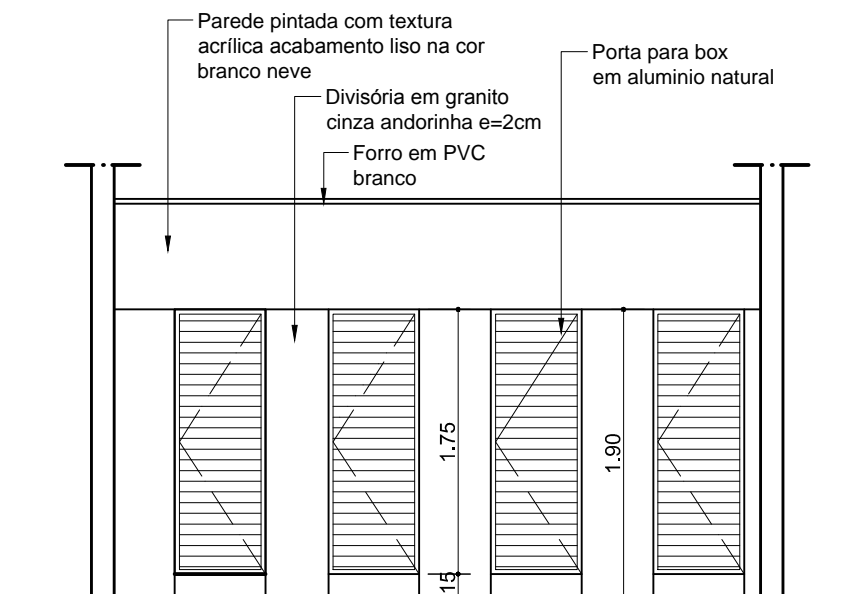 Parede pintada com textura
acrílica acabamento liso na cor
branco neve
Porta para box
em aluminio natural
Divisória em granito
cinza andorinha e=2cm
Forro em PVC
branco
1.75
1.90
15